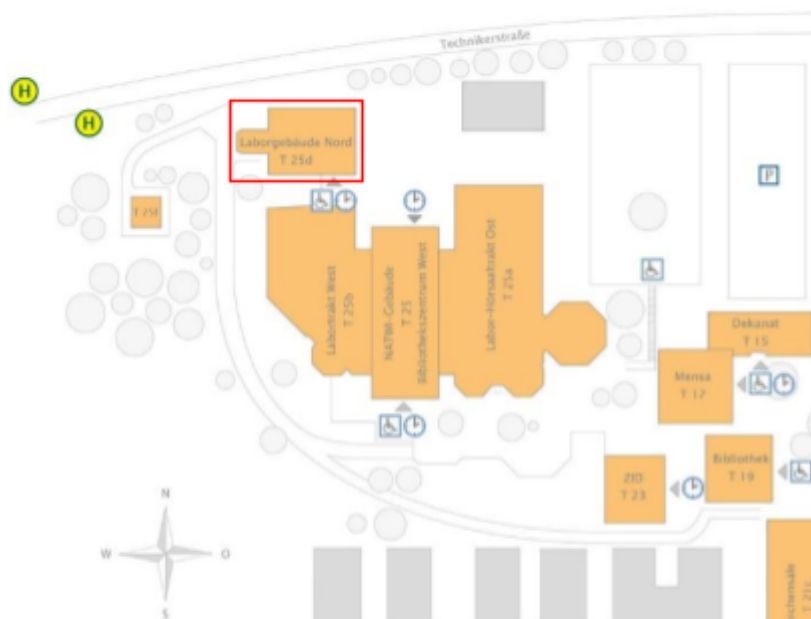 Technikerstraße
H
H
Laborgebäude Nord
T 25d
P
T 25f
Labortrakt West
T 25b
NATWI-Gebäude
T 25
Bibliothekszentrum West
Labor-Hörsaaltrakt Ost
T 25a
Dekanat
T 15
Mensa
T 17
Bibliothek
T 19
ZID
T 23
N
W
O
S